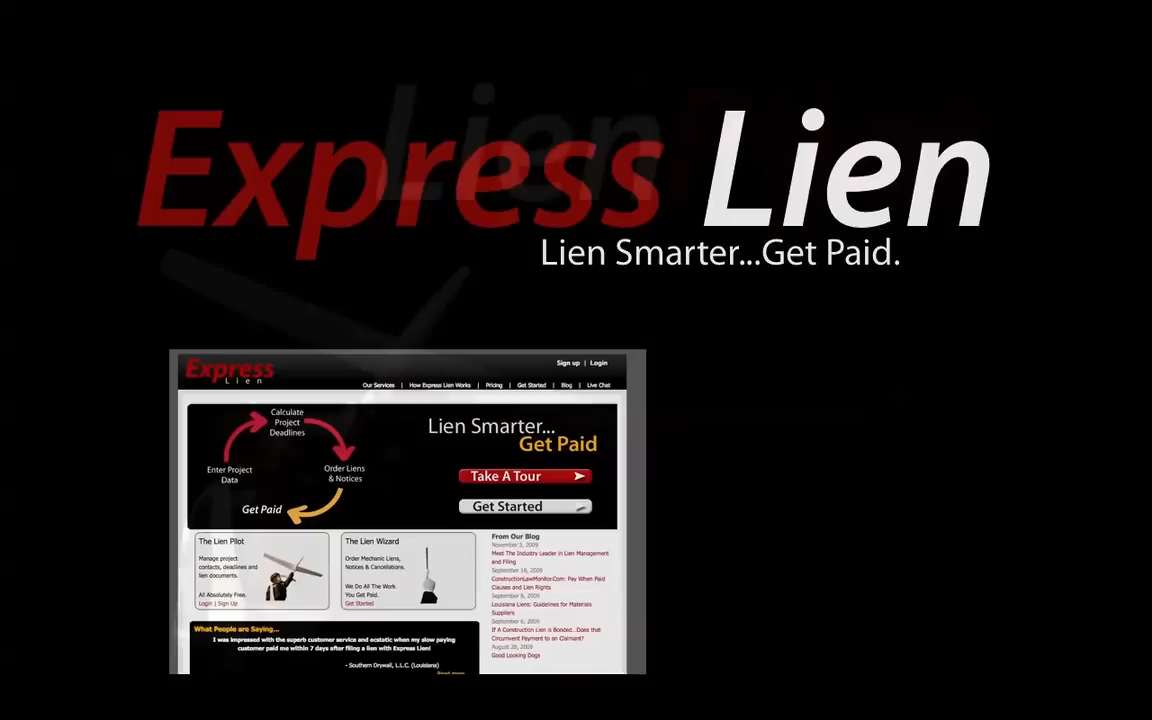 Express Lien
Lien Smarter...Get Paid.
Lien
Express
Lien
Sign up | Login
Our Services | How Express Lien Works | Pricing | Get Started | Blog | Live Chat
Calculate
Project
Deadlines
Enter Project
Data
Order Liens
& Notices
Get Paid
Lien Smarter...
Get Paid
Take A Tour
Get Started
The Lien Pilot
Manage project
contacts, deadlines and
lien documents.
All Absolutely Free.
Login | Sign Up
The Lien Wizard
Order Mechanic Liens,
Notices & Cancellations.
We Do All The Work.
You Get Paid.
Get Started
From Our Blog
November 3, 2009
Meet The Industry Leader in Lien Management
and Filing
September 18, 2009
ConstructionLawMonitor.Com: Pay When Paid
Clauses and Lien Rights
September 8, 2009
Louisiana Liens: Guidelines for Materials
Suppliers
September 6, 2009
If A Construction Lien is Bonded...Does that
Circumvent Payment to an Claimant?
August 28, 2009
Good Looking Dogs
What People are Saying...
I was impressed with the superb customer service and ecstatic when my slow paying
customer paid me within 7 days after filing a lien with Express Lien!
- Southern Drywall, L.L.C. (Louisiana)
Read more